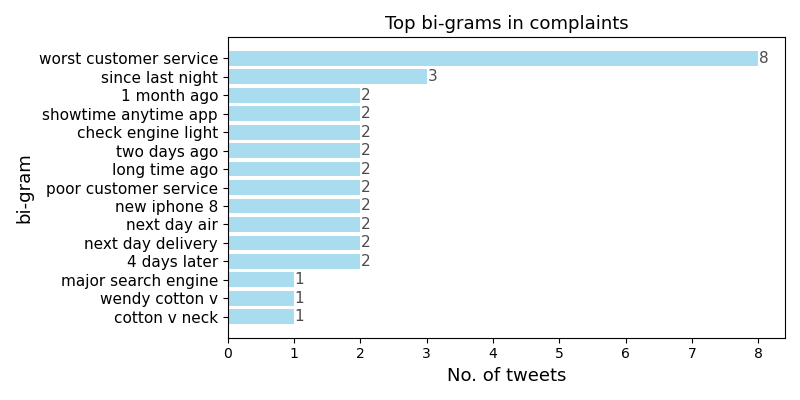 Top bi-grams in complaints
bi-gram
worst customer service 8
since last night 3
1 month ago 2
showtime anytime app 2
check engine light 2
two days ago 2
long time ago 2
poor customer service 2
new iphone 8 2
next day air 2
next day delivery 2
4 days later 2
major search engine 1
wendy cotton v 1
cotton v neck 1
0 1 2 3 4 5 6 7 8
No. of tweets